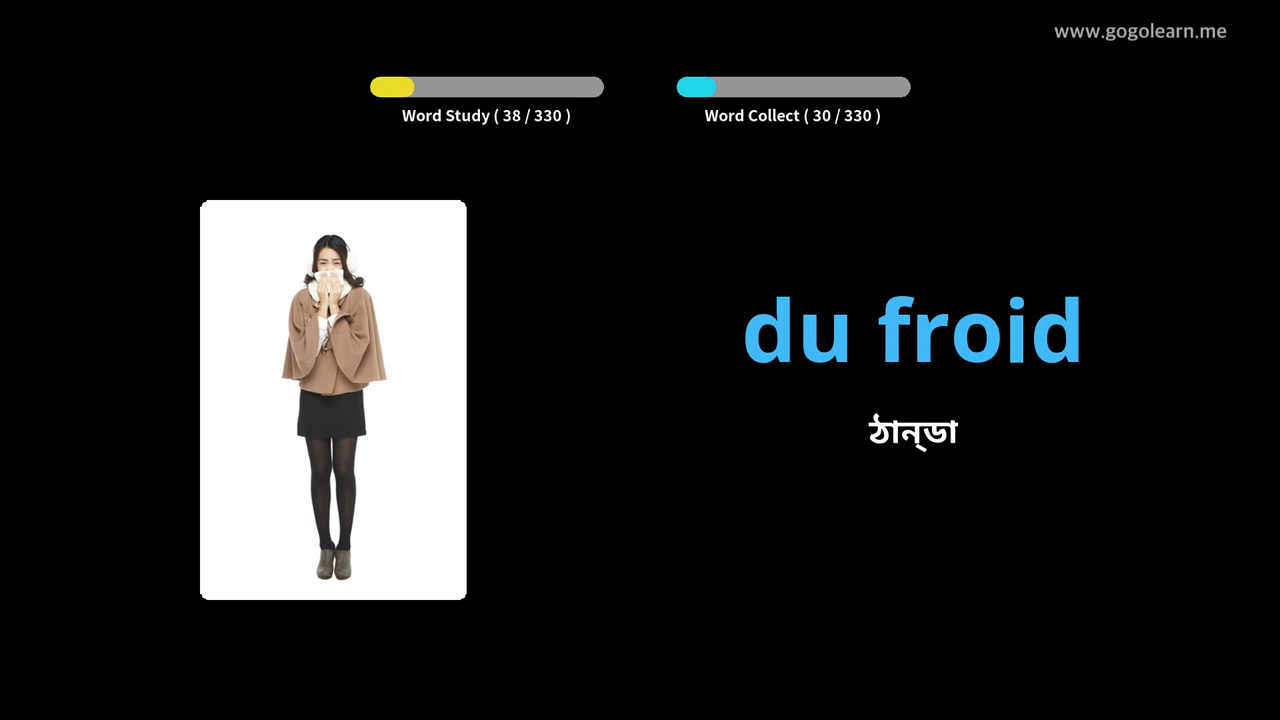 www.gogolearn.me
Word Study ( 38 / 330 )
Word Collect ( 30 / 330 )
du froid
ঠান্‌ডা